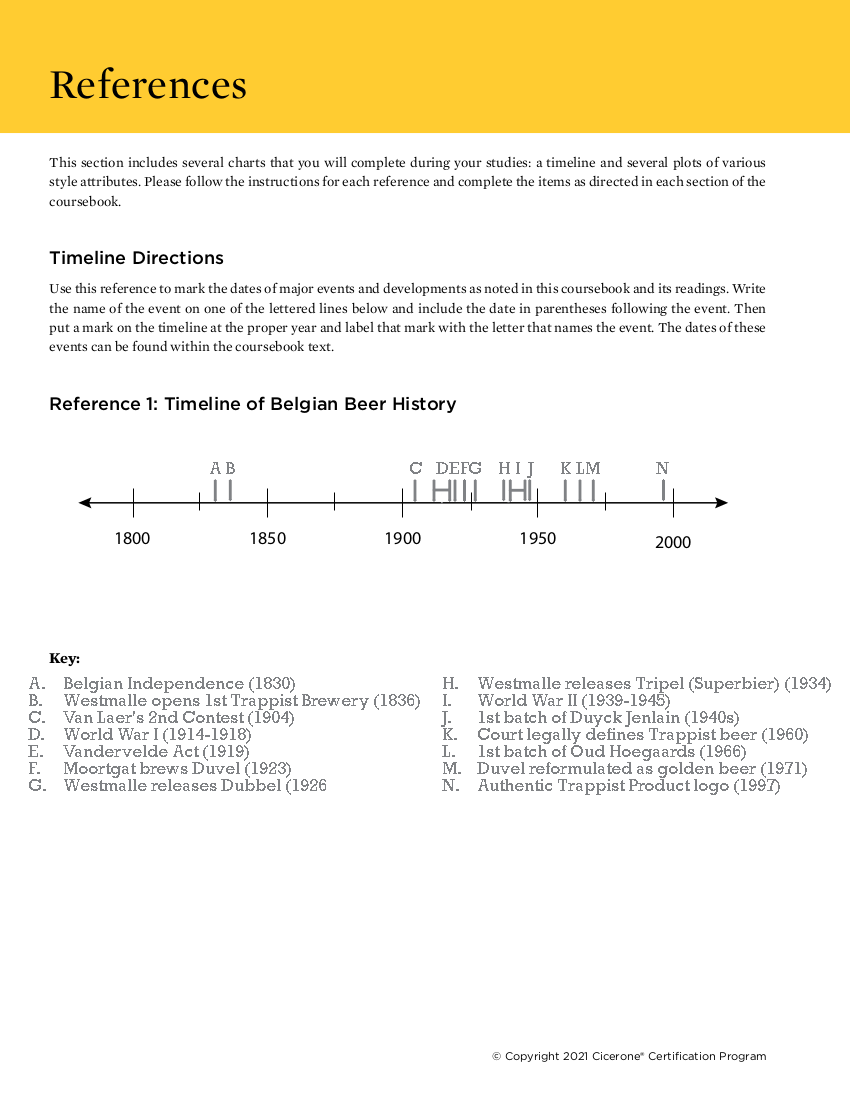 References
This section includes several charts that you will complete during your studies: a timeline and several plots of various
style attributes. Please follow the instructions for each reference and complete the items as directed in each section of the
coursebook.
Timeline Directions
Use this reference to mark the dates of major events and developments as noted in this coursebook and its readings. Write
the name of the event on one of the lettered lines below and include the date in parentheses following the event. Then
put a mark on the timeline at the proper year and label that mark with the letter that names the event. The dates of these
events can be found within the coursebook text.
Reference 1: Timeline of Belgian Beer History
A B C D E F G H I J K L M N
1800 1850 1900 1950 2000
Key:
A. Belgian Independence (1830)
B. Westmalle opens 1st Trappist Brewery (1836)
C. Van Laer's 2nd Contest (1904)
D. World War I (1914-1918)
E. Vandervelde Act (1919)
F. Moortgat brews Duvel (1923)
G. Westmalle releases Dubbel (1926
H. Westmalle releases Tripel (Superbier) (1934)
I. World War II (1939-1945)
J. 1st batch of Duyck Jenlain (1940s)
K. Court legally defines Trappist beer (1960)
L. 1st batch of Oud Hoegaards (1966)
M. Duvel reformulated as golden beer (1971)
N. Authentic Trappist Product logo (1997)
© Copyright 2021 Cicerone® Certification Program